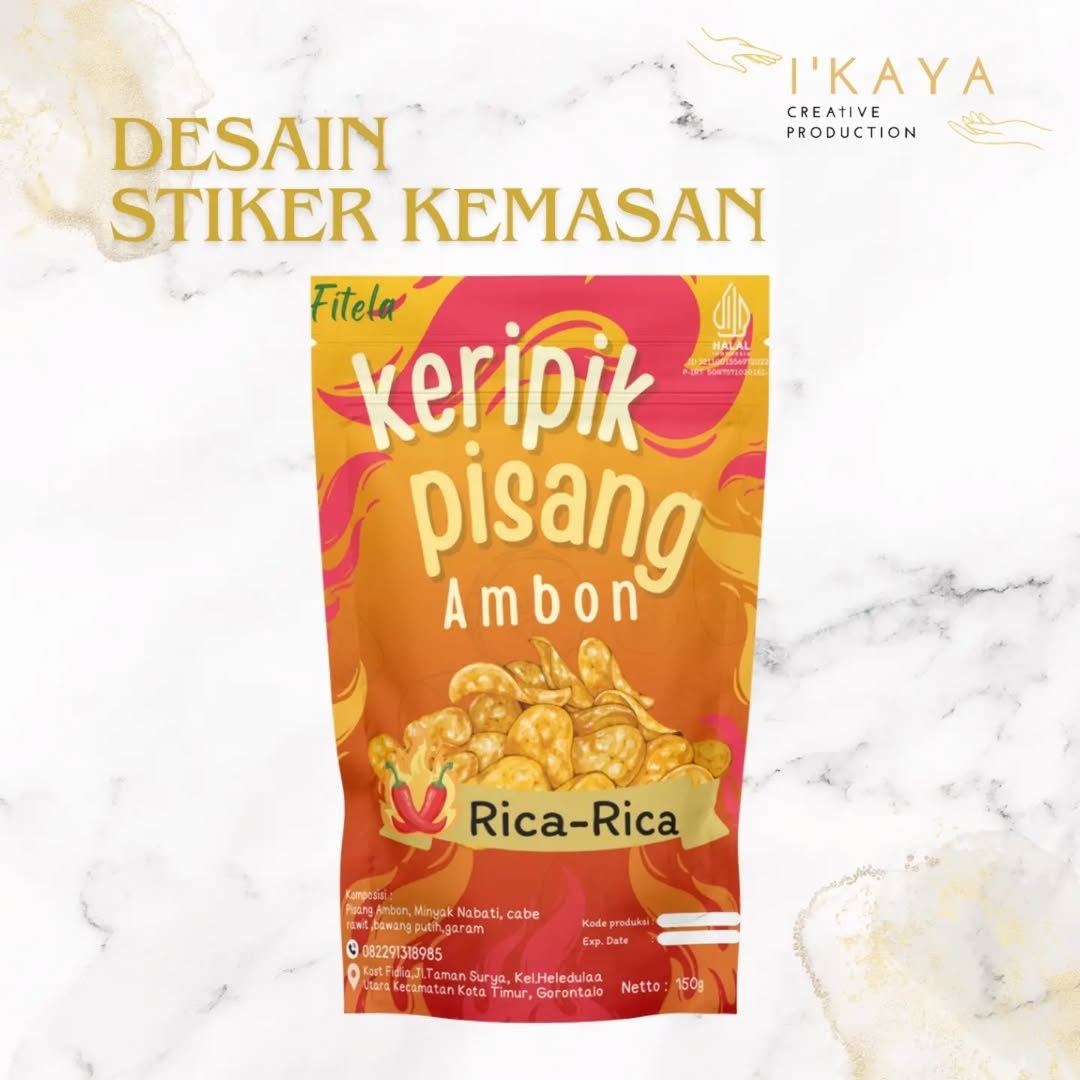 I'KAYA
CREATIVE
PRODUCTION
DESAIN
STIKER KEMASAN
Fitela
HALAL
INDONESIA
keripik
pisang
Ambon
Rica-Rica
Komposisi :
Pisang Ambon, Minyak Nabati, cabe
rawit ,bawang putih,garam
082291318985
Kost Fidlia,Jl.Taman Surya, Kel.Heledulaa
Utara Kecamatan Kota Timur, Gorontalo
Kode produksi :
Exp. Date :
Netto : 150g